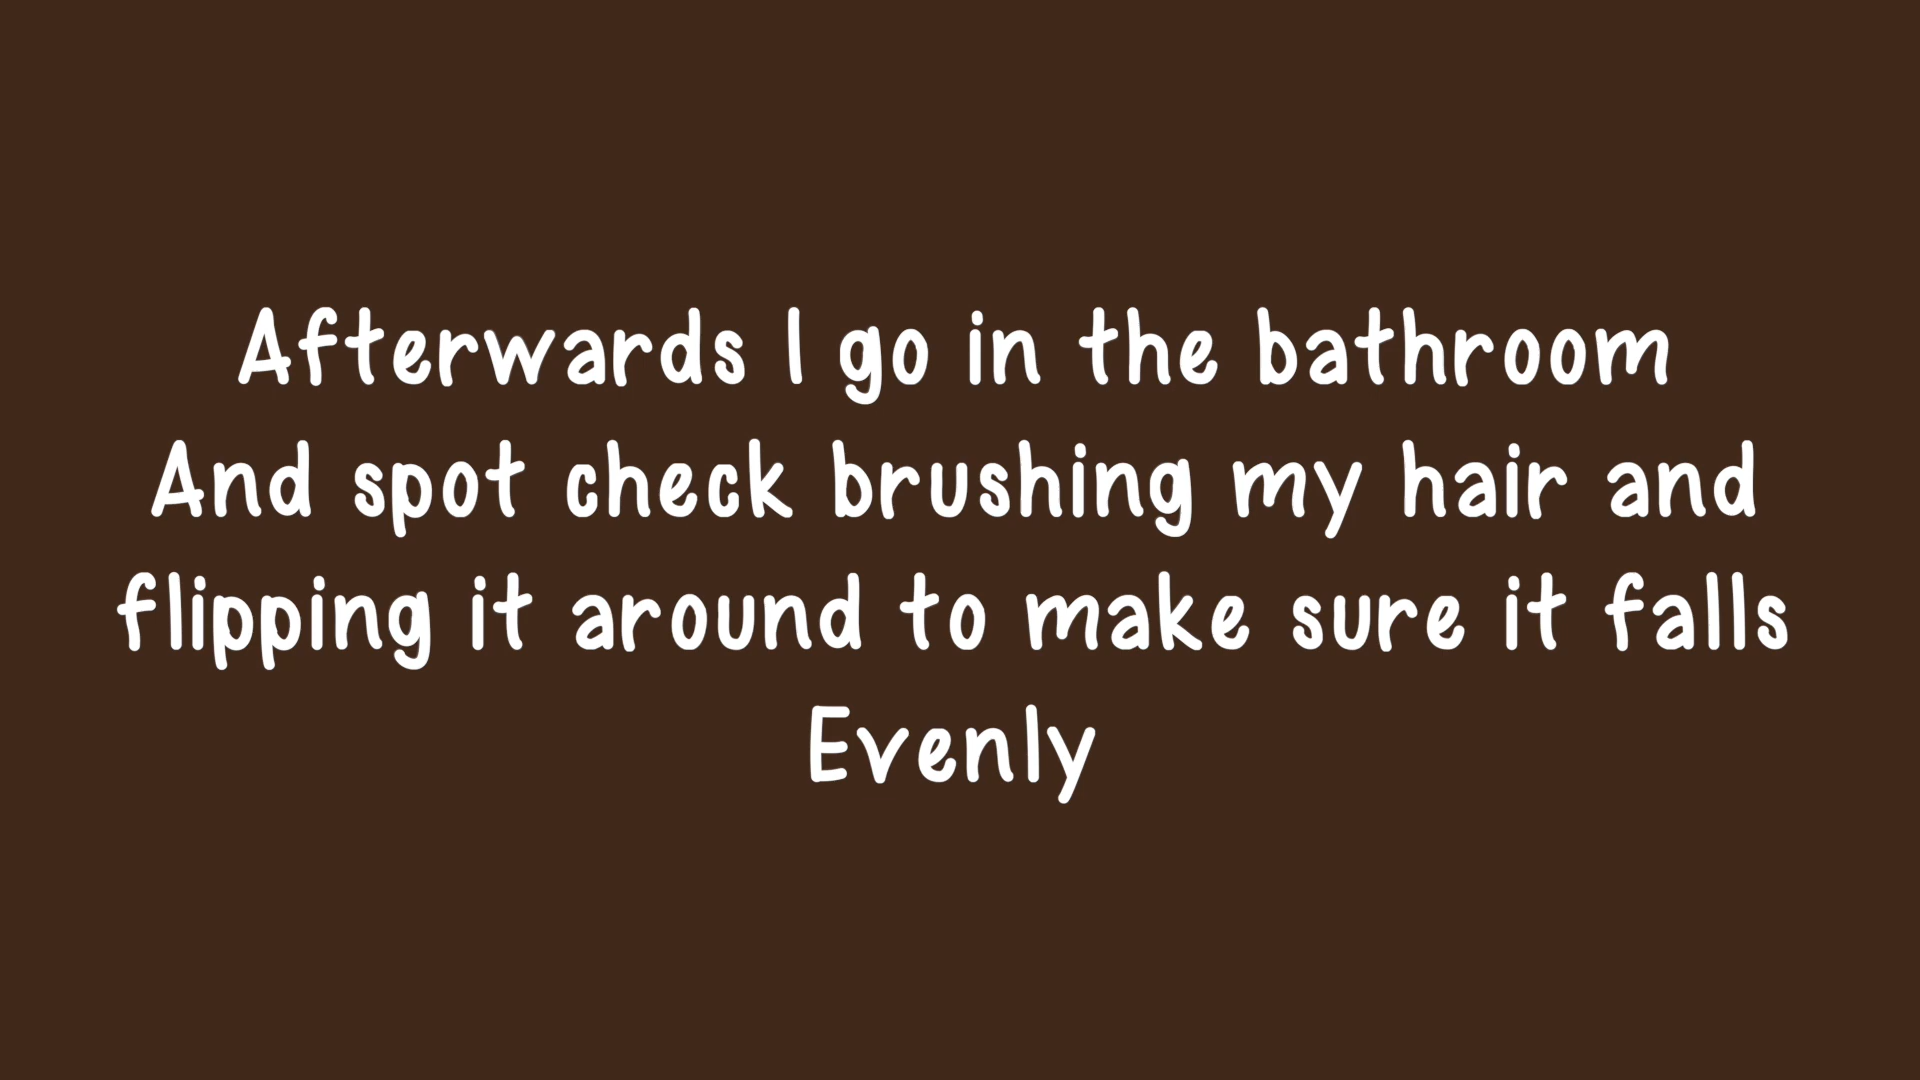 Afterwards I go in the bathroom
And spot check brushing my hair and
flipping it around to make sure it falls
Evenly